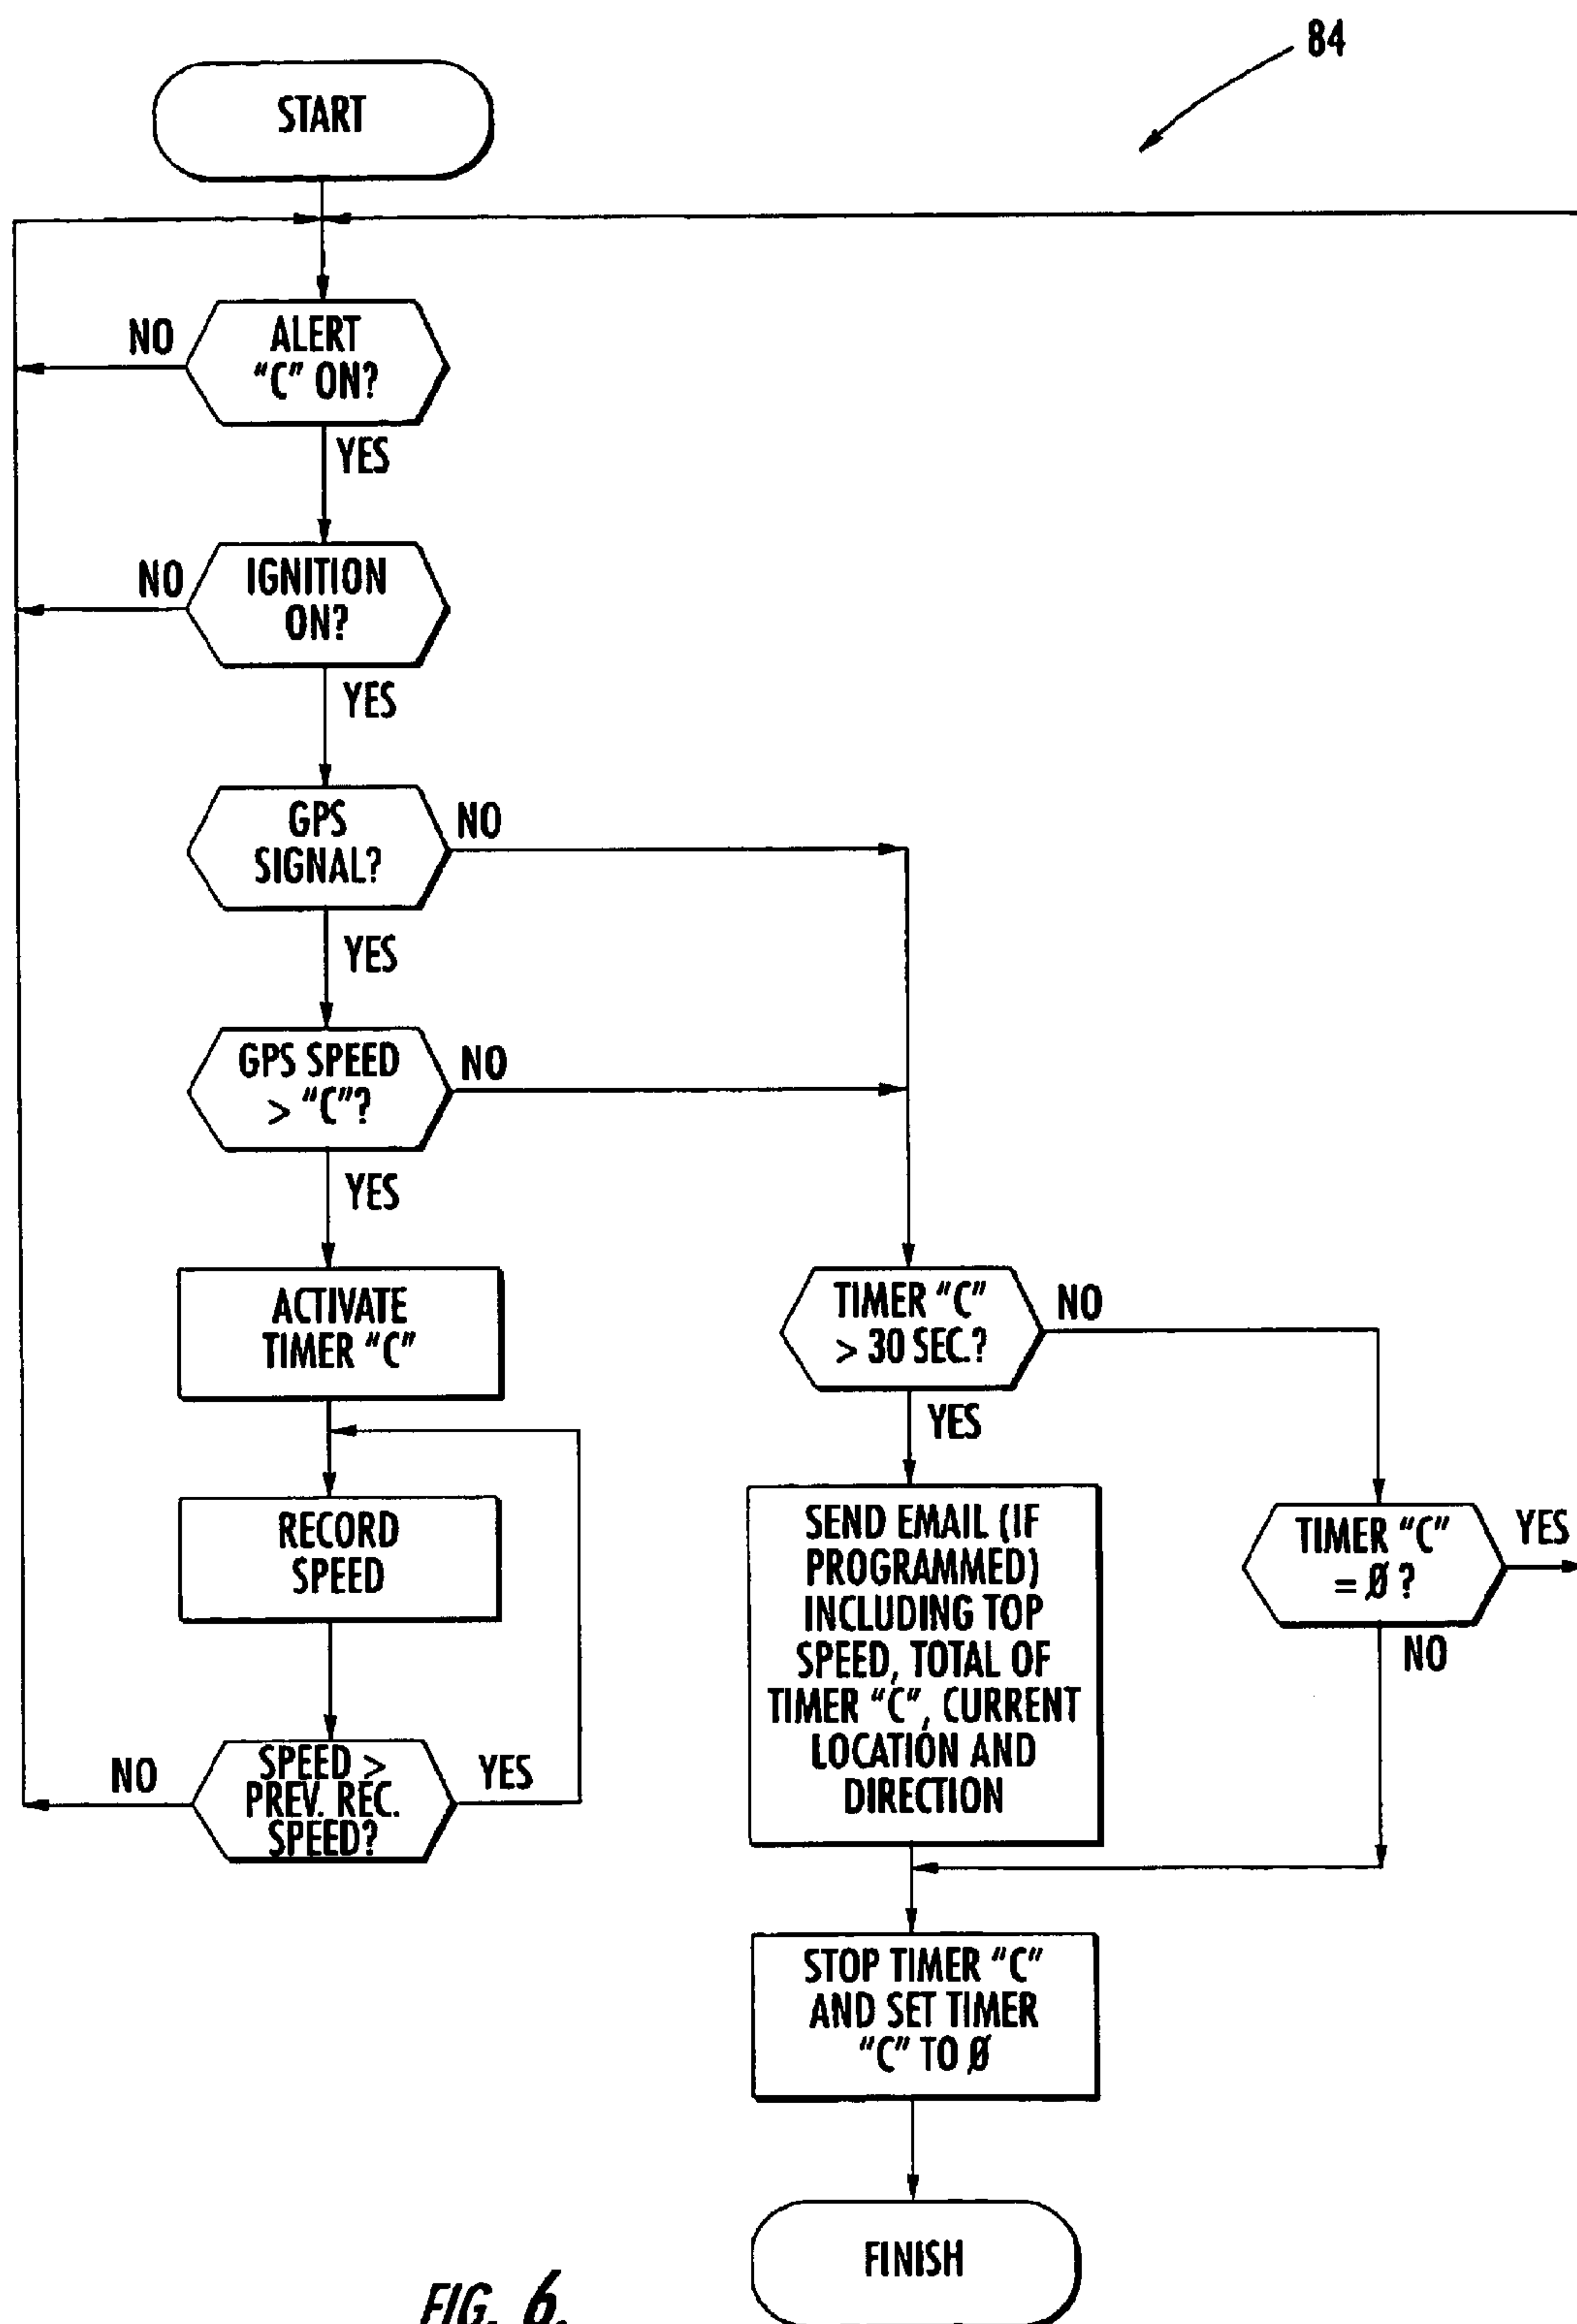 84
START
ALERT
"C" ON?
NO
YES
IGNITION
ON?
NO
YES
GPS
SIGNAL?
NO
YES
GPS SPEED
> "C"?
NO
YES
ACTIVATE
TIMER "C"
RECORD
SPEED
SPEED >
PREV. REC.
SPEED?
NO
YES
TIMER "C"
> 30 SEC.?
NO
YES
SEND EMAIL (IF
PROGRAMMED)
INCLUDING TOP
SPEED, TOTAL OF
TIMER "C", CURRENT
LOCATION AND
DIRECTION
TIMER "C"
= Ø ?
YES
NO
STOP TIMER "C"
AND SET TIMER
"C" TO Ø
FINISH
FIG. 6.